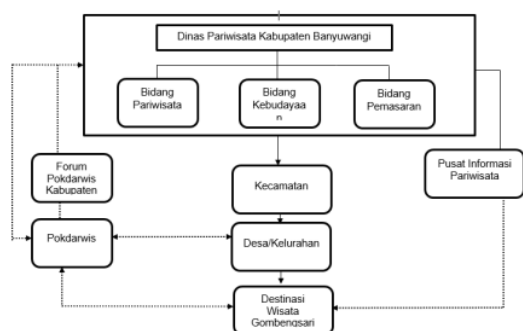 Dinas Pariwisata Kabupaten Banyuwangi
Bidang
Pariwisata
Bidang
Kebudayaa
n
Bidang
Pemasaran
Forum
Pokdarwis
Kabupaten
Kecamatan
Pusat Informasi
Pariwisata
Pokdarwis
Desa/Kelurahan
Destinasi
Wisata
Gombengsari